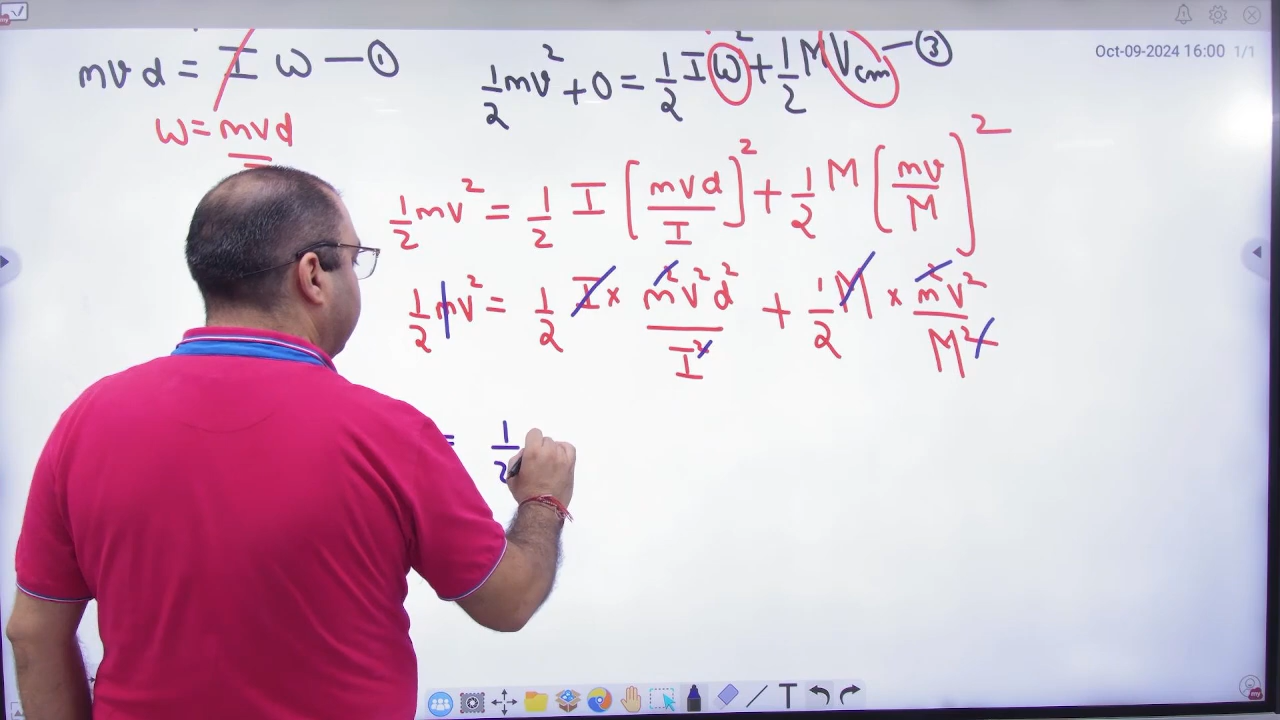 Oct-09-2024 16:00 1/1
mvd = I ω — ①
1/2 mv² + 0 = 1/2 I ω² + 1/2 M Vcm — ③
ω = mvd
1/2 mv² = 1/2 I [mvd/I]² + 1/2 M [mv/M]²
1/2 mv² = 1/2 I × m²v²d²/I² + 1/2 M × m²v²/M²
= 1/2